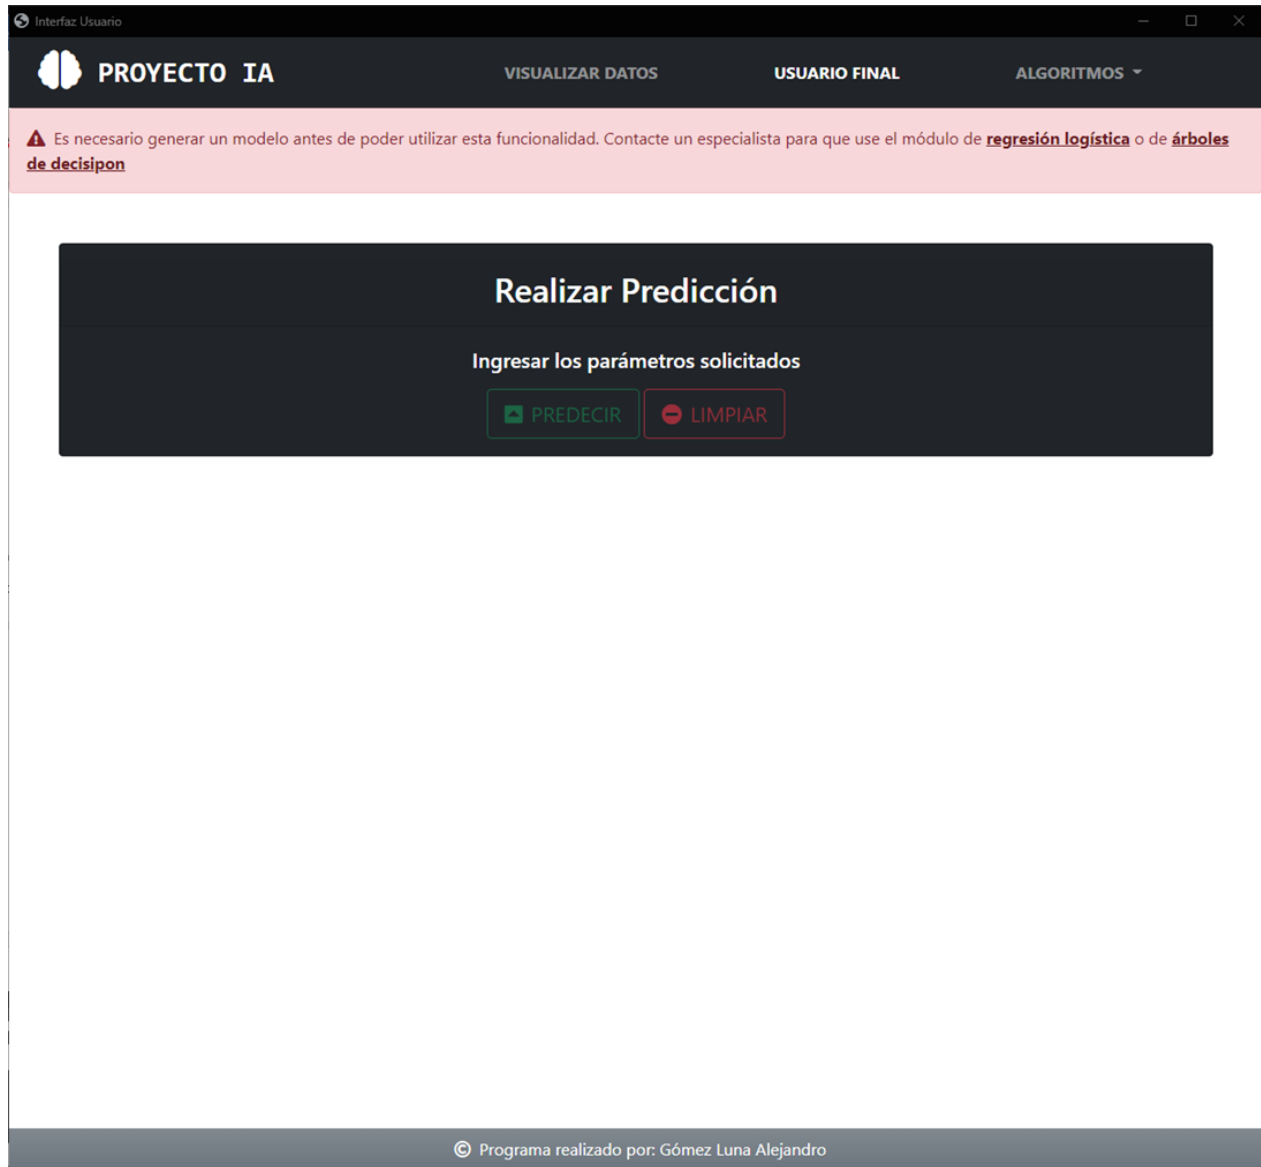 Interfaz Usuario
PROYECTO IA
VISUALIZAR DATOS
USUARIO FINAL
ALGORITMOS
Es necesario generar un modelo antes de poder utilizar esta funcionalidad. Contacte un especialista para que use el módulo de regresión logística o de árboles
de decisipon
Realizar Predicción
Ingresar los parámetros solicitados
PREDECIR
LIMPIAR
© Programa realizado por: Gómez Luna Alejandro